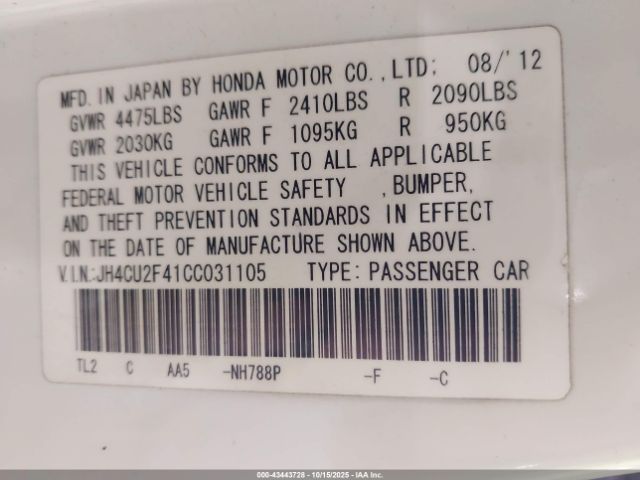 MFD. IN JAPAN BY HONDA MOTOR CO., LTD; 08/'12
GVWR 4475LBS GAWR F 2410LBS R 2090LBS
GVWR 2030KG GAWR F 1095KG R 950KG
THIS VEHICLE CONFORMS TO ALL APPLICABLE
FEDERAL MOTOR VEHICLE SAFETY , BUMPER,
AND THEFT PREVENTION STANDARDS IN EFFECT
ON THE DATE OF MANUFACTURE SHOWN ABOVE.
V.I.N.:JH4CU2F41CC031105 TYPE: PASSENGER CAR
TL2 C AA5 -NH788P -F -C
000-43443728 - 10/15/2025 - IAA Inc.